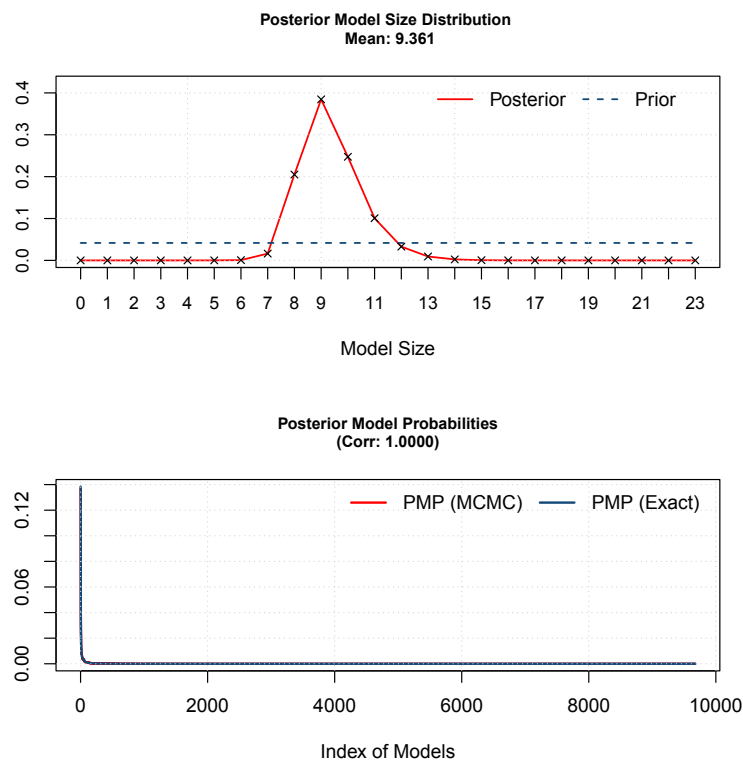 Posterior Model Size Distribution
Mean: 9.361
0.4
0.3
0.2
0.1
0.0
Posterior
Prior
0 1 2 3 4 5 6 7 8 9 11 13 15 17 19 21 23
Model Size
Posterior Model Probabilities
(Corr: 1.0000)
0.12
0.06
0.00
PMP (MCMC)
PMP (Exact)
0 2000 4000 6000 8000 10000
Index of Models